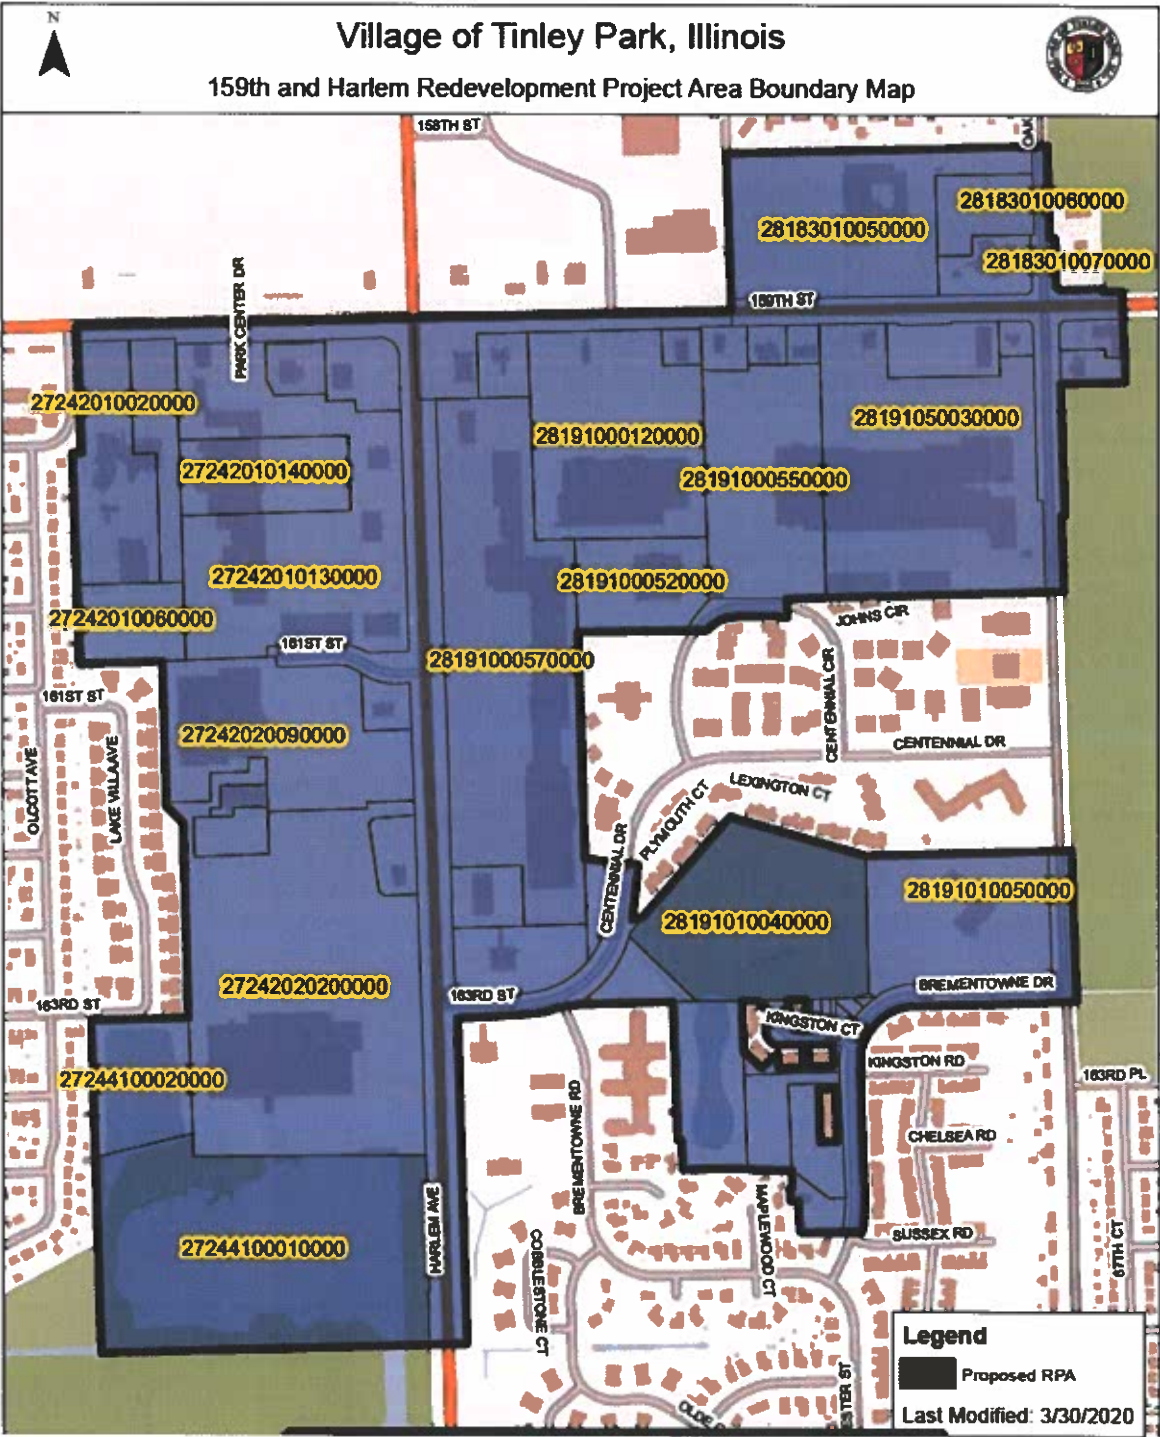 N
Village of Tinley Park, Illinois
159th and Harlem Redevelopment Project Area Boundary Map
158TH ST
OAK
28183010060000
28183010050000
28183010070000
159TH ST
PARK CENTER DR
27242010020000
28191050030000
28191000120000
27242010140000
28191000550000
27242010130000
28191000520000
27242010060000
JOHNS CIR
161ST ST
28191000570000
CENTENNIAL CIR
161ST ST
27242020090000
CENTENNIAL DR
OLCOTT AVE
LAKE VILLA AVE
LEXINGTON CT
PLYMOUTH CT
CENTENNIAL DR
28191010050000
28191010040000
27242020200000
163RD ST
BREMENTOWNE DR
163RD ST
KINGSTON CT
KINGSTON RD
27244100020000
163RD PL
BREMENTOWNE RD
CHELSEA RD
HARLEM AVE
MAPLEWOOD CT
67TH CT
SUSSEX RD
27244100010000
COBBLESTONE CT
Legend
Proposed RPA
Last Modified: 3/30/2020
STER ST
OLDE